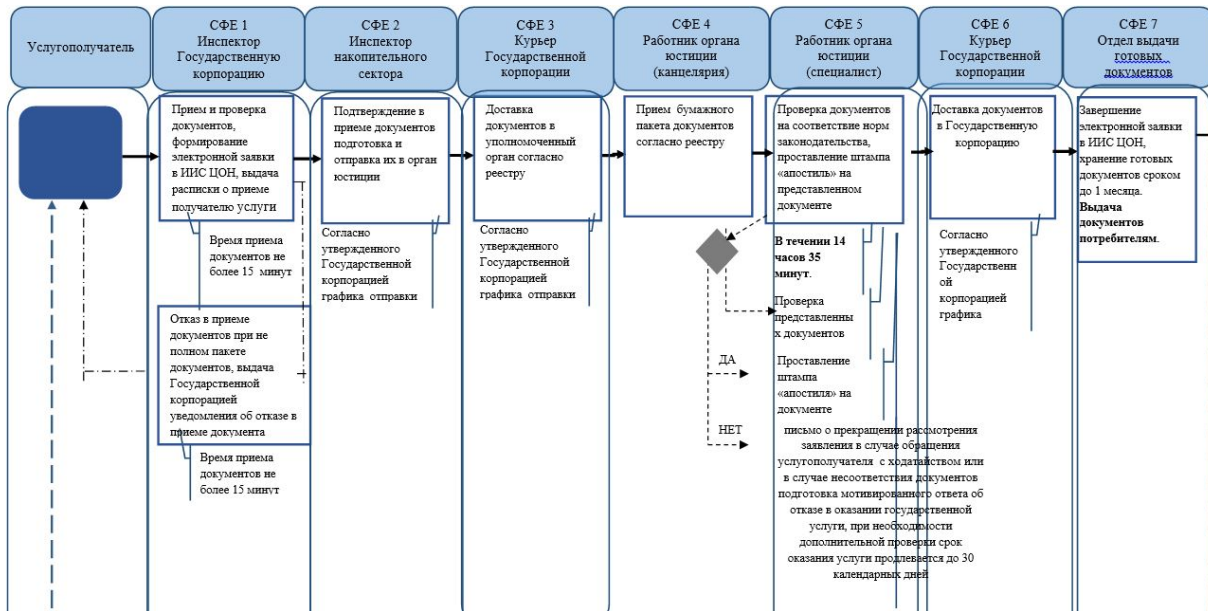 Услугополучатель
СФЕ 1
Инспектор
Государственную
корпорацию
СФЕ 2
Инспектор
накопительного
сектора
СФЕ 3
Курьер
Государственной
корпорации
СФЕ 4
Работник органа
юстиции
(канцелярия)
СФЕ 5
Работник органа
юстиции
(специалист)
СФЕ 6
Курьер
Государственной
корпорации
СФЕ 7
Отдел выдачи
готовых
документов
Прием и проверка
документов,
формирование
электронной заявки
в ИИС ЦОН, выдача
расписки о приеме
получателю услуги
Время приема
документов не
более 15 минут
Отказ в приеме
документов при не
полном пакете
документов, выдача
Государственной
корпорацией
уведомления об отказе в
приеме документа
Время приема
документов не
более 15 минут
Подтверждение в
приеме документов
подготовка и
отправка их в орган
юстиции
Согласно
утвержденного
Государственной
корпорацией
графика отправки
Доставка
документов в
уполномоченный
орган согласно
реестру
Согласно
утвержденного
Государственной
корпорацией
графика отправки
Прием бумажного
пакета документов
согласно реестру
ДА
НЕТ
Проверка документов
на соответствие норм
законодательства,
проставление штампа
«апостиль» на
представленном
документе
В течении 14
часов 35
минут.
Проверка
представленны
х документов
Проставление
штампа
«апостиля» на
документе
письмо о прекращении рассмотрения
заявления в случае обращения
услугополучателя с ходатайством или
в случае несоответствия документов
подготовка мотивированного ответа об
отказе в оказании государственной
услуги, при необходимости
дополнительной проверки срок
оказания услуги продлевается до 30
календарных дней
Доставка документов
в Государственную
корпорацию
Согласно
утвержденного
Государственн
ой
корпорацией
графика
Завершение
электронной заявки
в ИИС ЦОН,
хранение готовых
документов сроком
до 1 месяца.
Выдача
документов
потребителям.